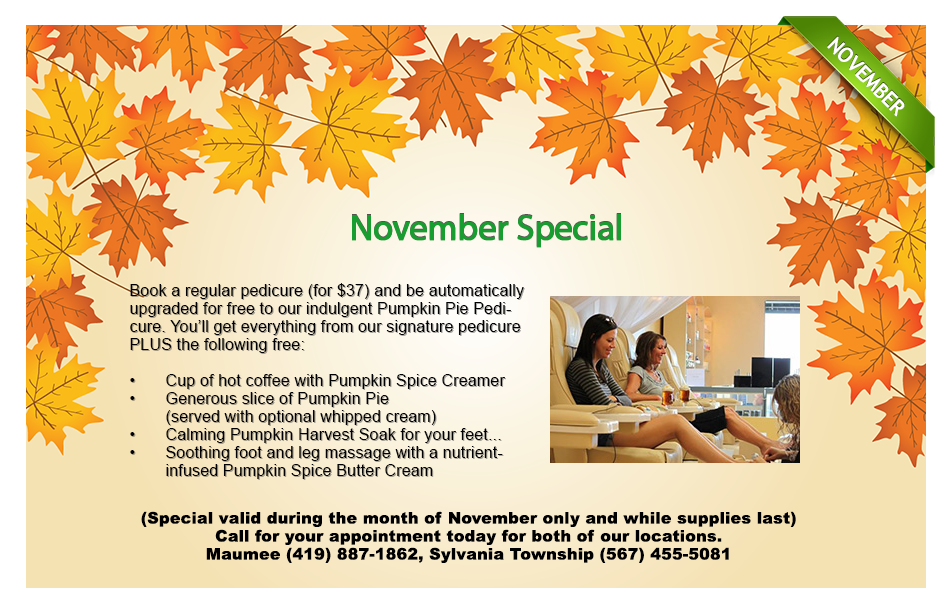 NOVEMBER
November Special
Book a regular pedicure (for $37) and be automatically
upgraded for free to our indulgent Pumpkin Pie Pedi-
cure. You'll get everything from our signature pedicure
PLUS the following free:
• Cup of hot coffee with Pumpkin Spice Creamer
• Generous slice of Pumpkin Pie
(served with optional whipped cream)
• Calming Pumpkin Harvest Soak for your feet...
• Soothing foot and leg massage with a nutrient-
infused Pumpkin Spice Butter Cream
(Special valid during the month of November only and while supplies last)
Call for your appointment today for both of our locations.
Maumee (419) 887-1862, Sylvania Township (567) 455-5081